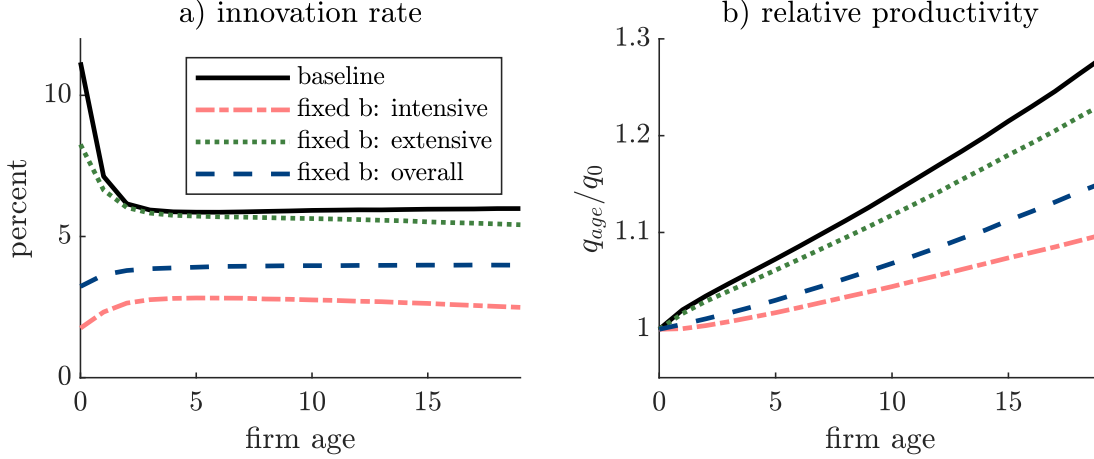 a) innovation rate
percent
10
5
0
baseline
fixed b: intensive
fixed b: extensive
fixed b: overall
0 5 10 15
firm age
b) relative productivity
q_age/q_0
1.3
1.2
1.1
1
0 5 10 15
firm age